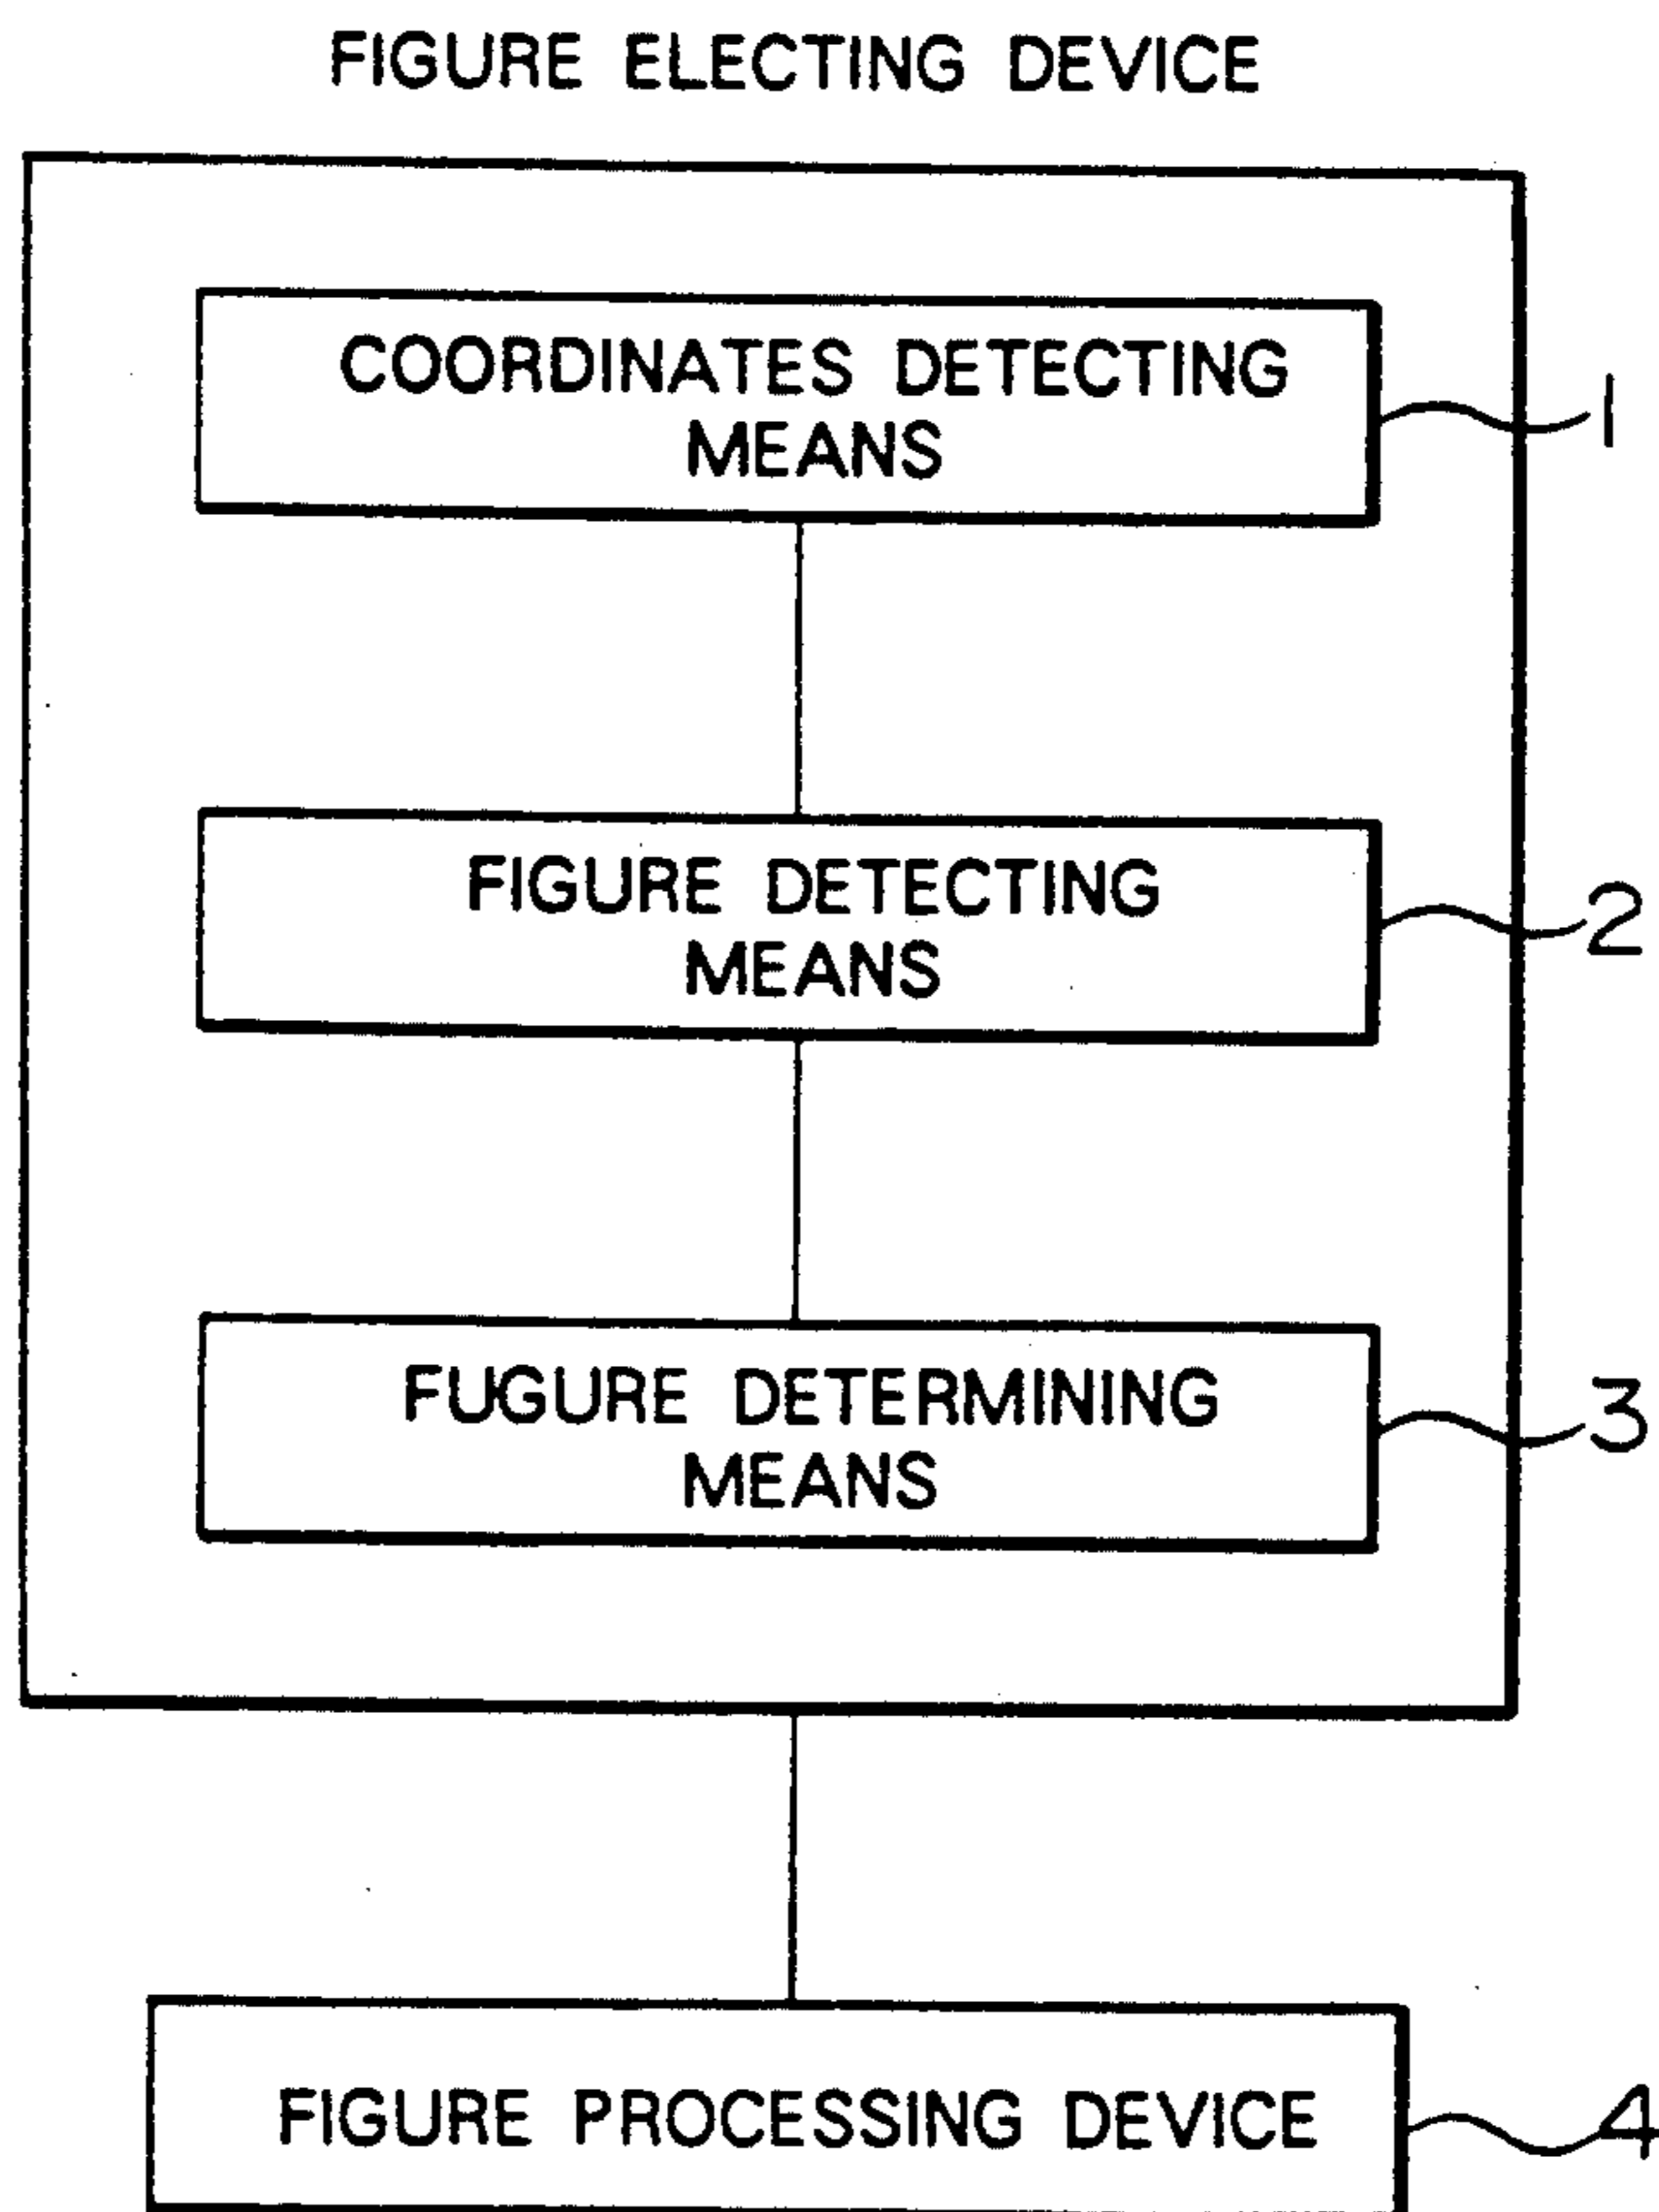 FIGURE ELECTING DEVICE
COORDINATES DETECTING
MEANS
1
FIGURE DETECTING
MEANS
2
FUGURE DETERMINING
MEANS
3
FIGURE PROCESSING DEVICE
4